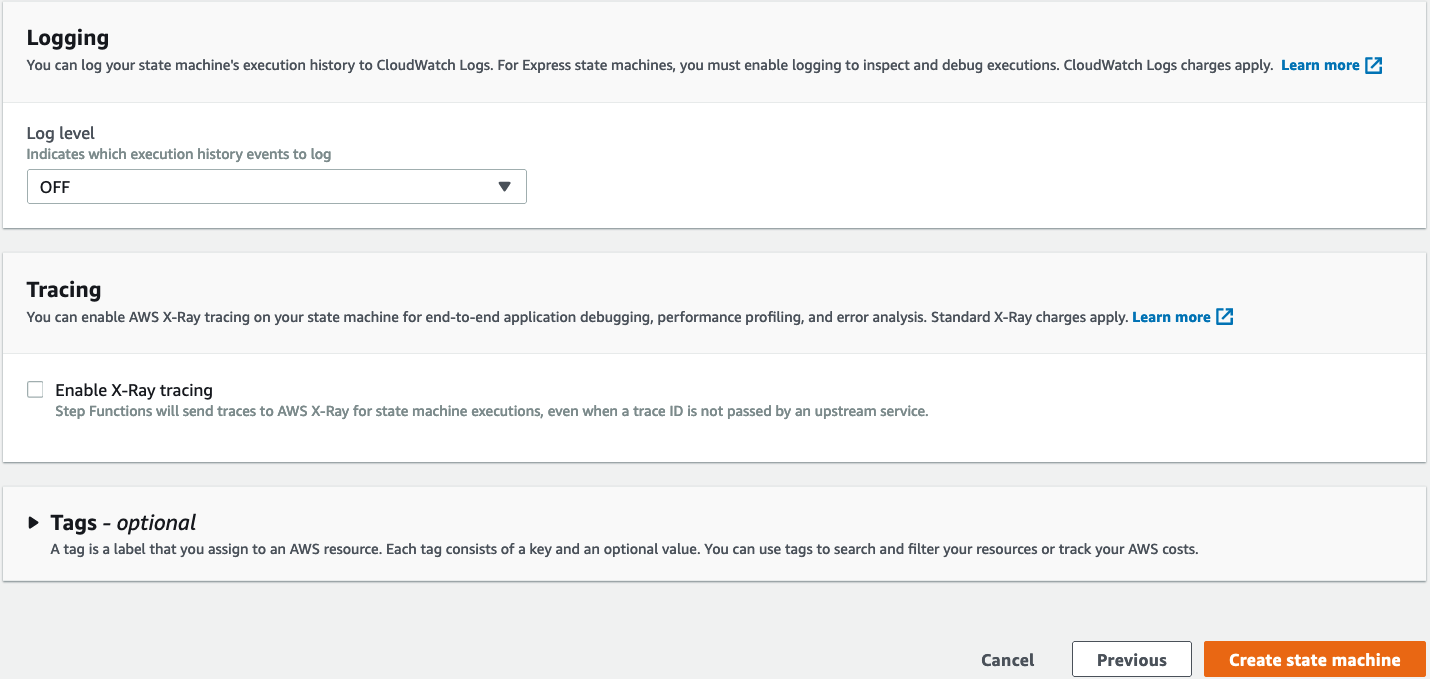 Logging
You can log your state machine's execution history to CloudWatch Logs. For Express state machines, you must enable logging to inspect and debug executions. CloudWatch Logs charges apply. Learn more
Log level
Indicates which execution history events to log
OFF
Tracing
You can enable AWS X-Ray tracing on your state machine for end-to-end application debugging, performance profiling, and error analysis. Standard X-Ray charges apply. Learn more
Enable X-Ray tracing
Step Functions will send traces to AWS X-Ray for state machine executions, even when a trace ID is not passed by an upstream service.
Tags - optional
A tag is a label that you assign to an AWS resource. Each tag consists of a key and an optional value. You can use tags to search and filter your resources or track your AWS costs.
Cancel Previous Create state machine